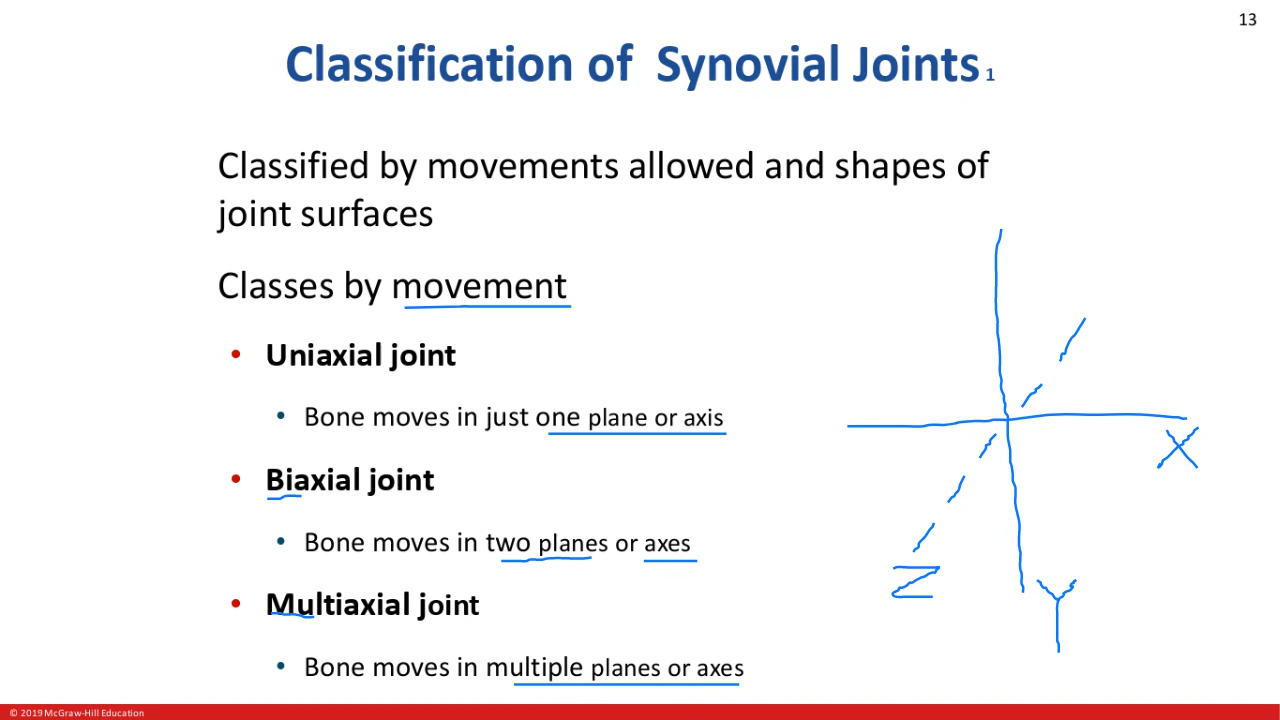 13
Classification of Synovial Joints 1
Classified by movements allowed and shapes of
joint surfaces
Classes by movement
• Uniaxial joint
• Bone moves in just one plane or axis
• Biaxial joint
• Bone moves in two planes or axes
• Multiaxial joint
• Bone moves in multiple planes or axes
X
Z
Y
© 2019 McGraw-Hill Education